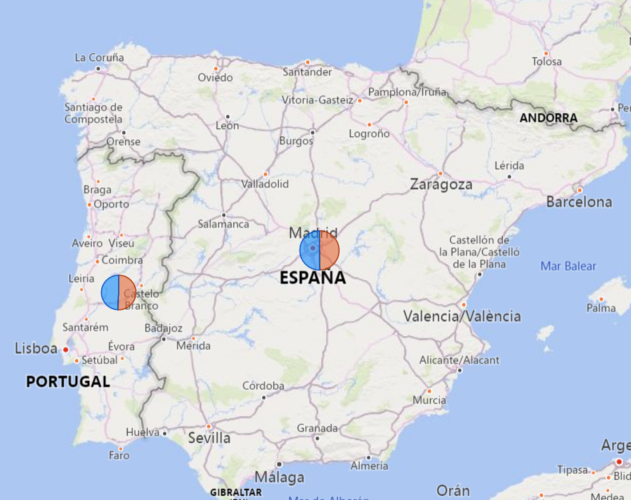 La Coruña
Oviedo
Santander
Tolosa
Vitoria-Gasteiz
Pamplona/Iruña
Santiago de
Compostela
León
Burgos
Logroño
ANDORRA
Orense
Lérida
Braga
Valladolid
Zaragoza
Oporto
Barcelona
Salamanca
Madrid
Aveiro
Viseu
Castellón de
la Plana/Castelló
de la Plana
Coimbra
Mar Balear
Leiria
ESPAÑA
Castelo
Branco
Palma
Santarém
Valencia/València
Badajoz
Évora
Mérida
Lisboa
Setúbal
Alicante/Alacant
PORTUGAL
Córdoba
Murcia
Huelva
Sevilla
Granada
Faro
Almería
Málaga
Tipasa
GIBRALTAR
Orán
Medea